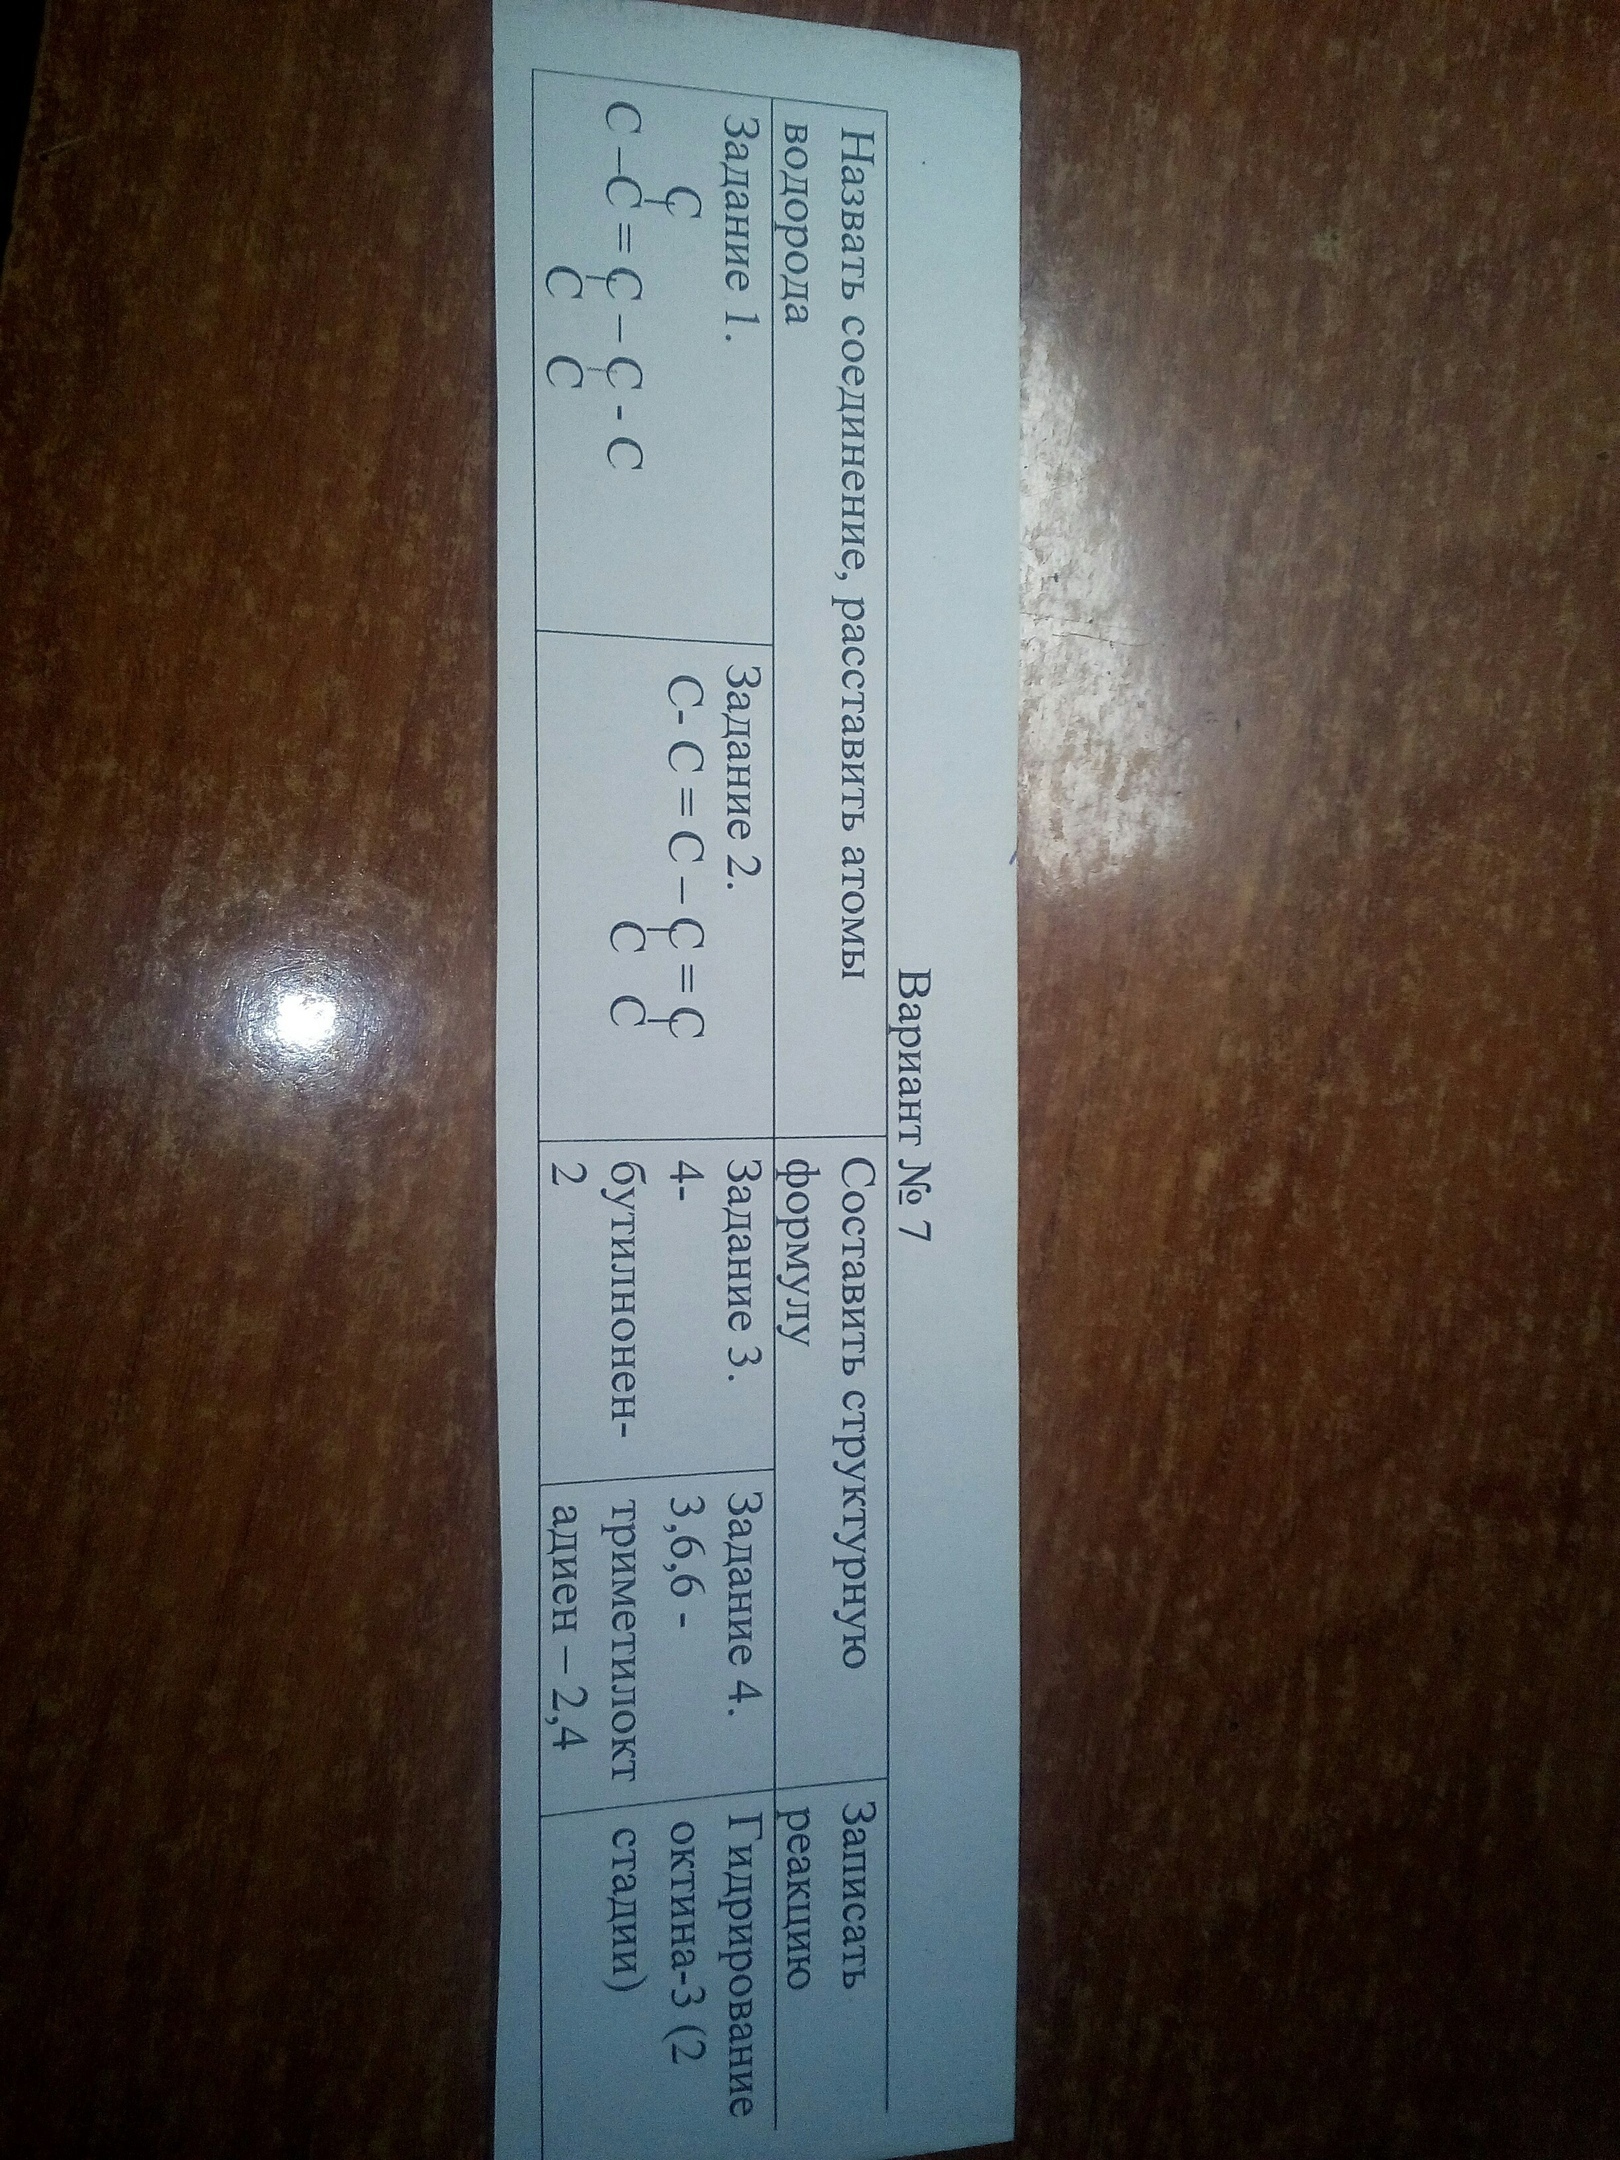 Вариант № 7
Назвать соединение, расставить атомы
водорода
Составить структурную
формулу
Записать
реакцию
Задание 1.
C
C – C = C – C - C
C C
Задание 2.
C- C = C – C = C
C C
Задание 3.
4-
бутилнонен-
2
Задание 4.
3,6,6 -
триметилокт
адиен – 2,4
Гидрирование
октина-3 (2
стадии)